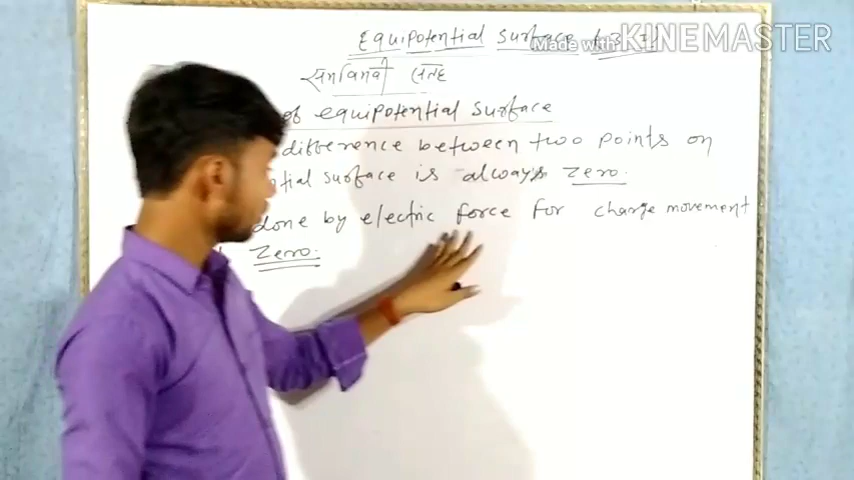 Equipotential surface
Made with KINEMASTER
समविभवी सतह
of equipotential surface
difference between two points on
tial surface is always zero.
done by electric force for charge movement
zero.